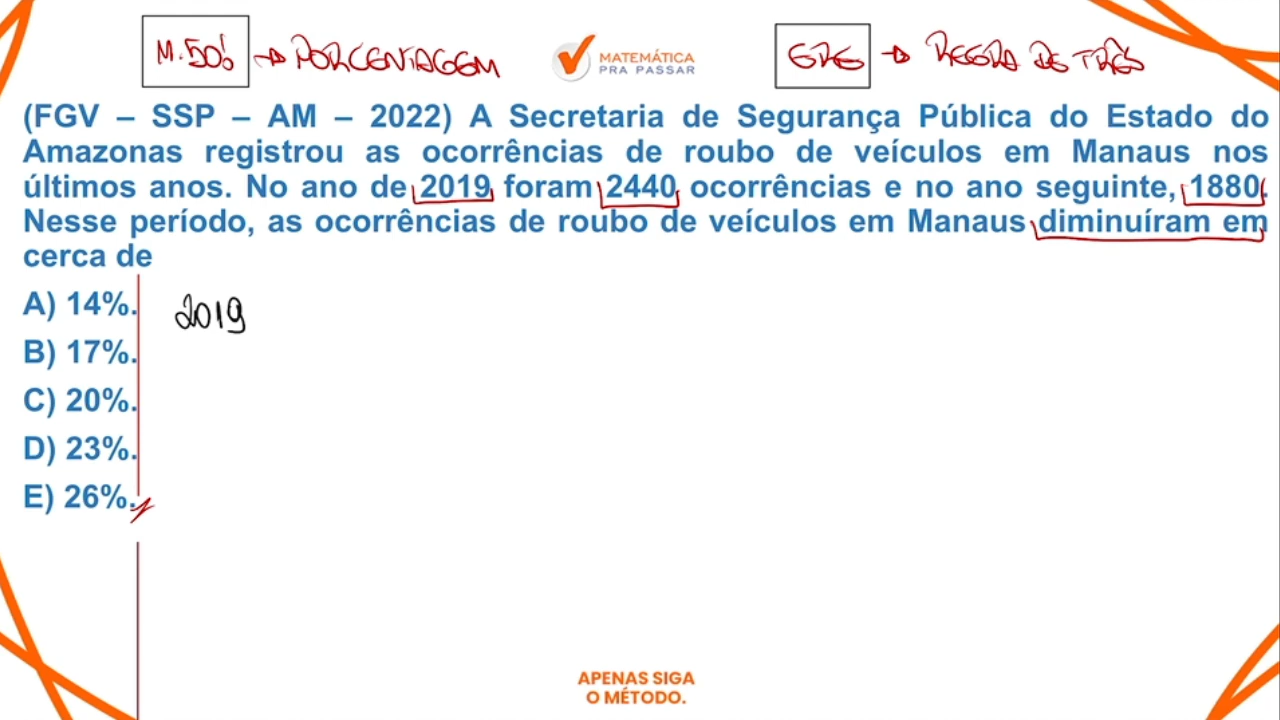 M.50! → PORCENTAGEM
MATEMÁTICA
PRA PASSAR
→ REGRA DE TRÊS
(FGV – SSP – AM – 2022) A Secretaria de Segurança Pública do Estado do
Amazonas registrou as ocorrências de roubo de veículos em Manaus nos
últimos anos. No ano de 2019 foram 2440 ocorrências e no ano seguinte, 1880.
Nesse período, as ocorrências de roubo de veículos em Manaus diminuíram em
cerca de
A) 14%.
2019
B) 17%.
C) 20%.
D) 23%.
E) 26%.
APENAS SIGA
O MÉTODO.